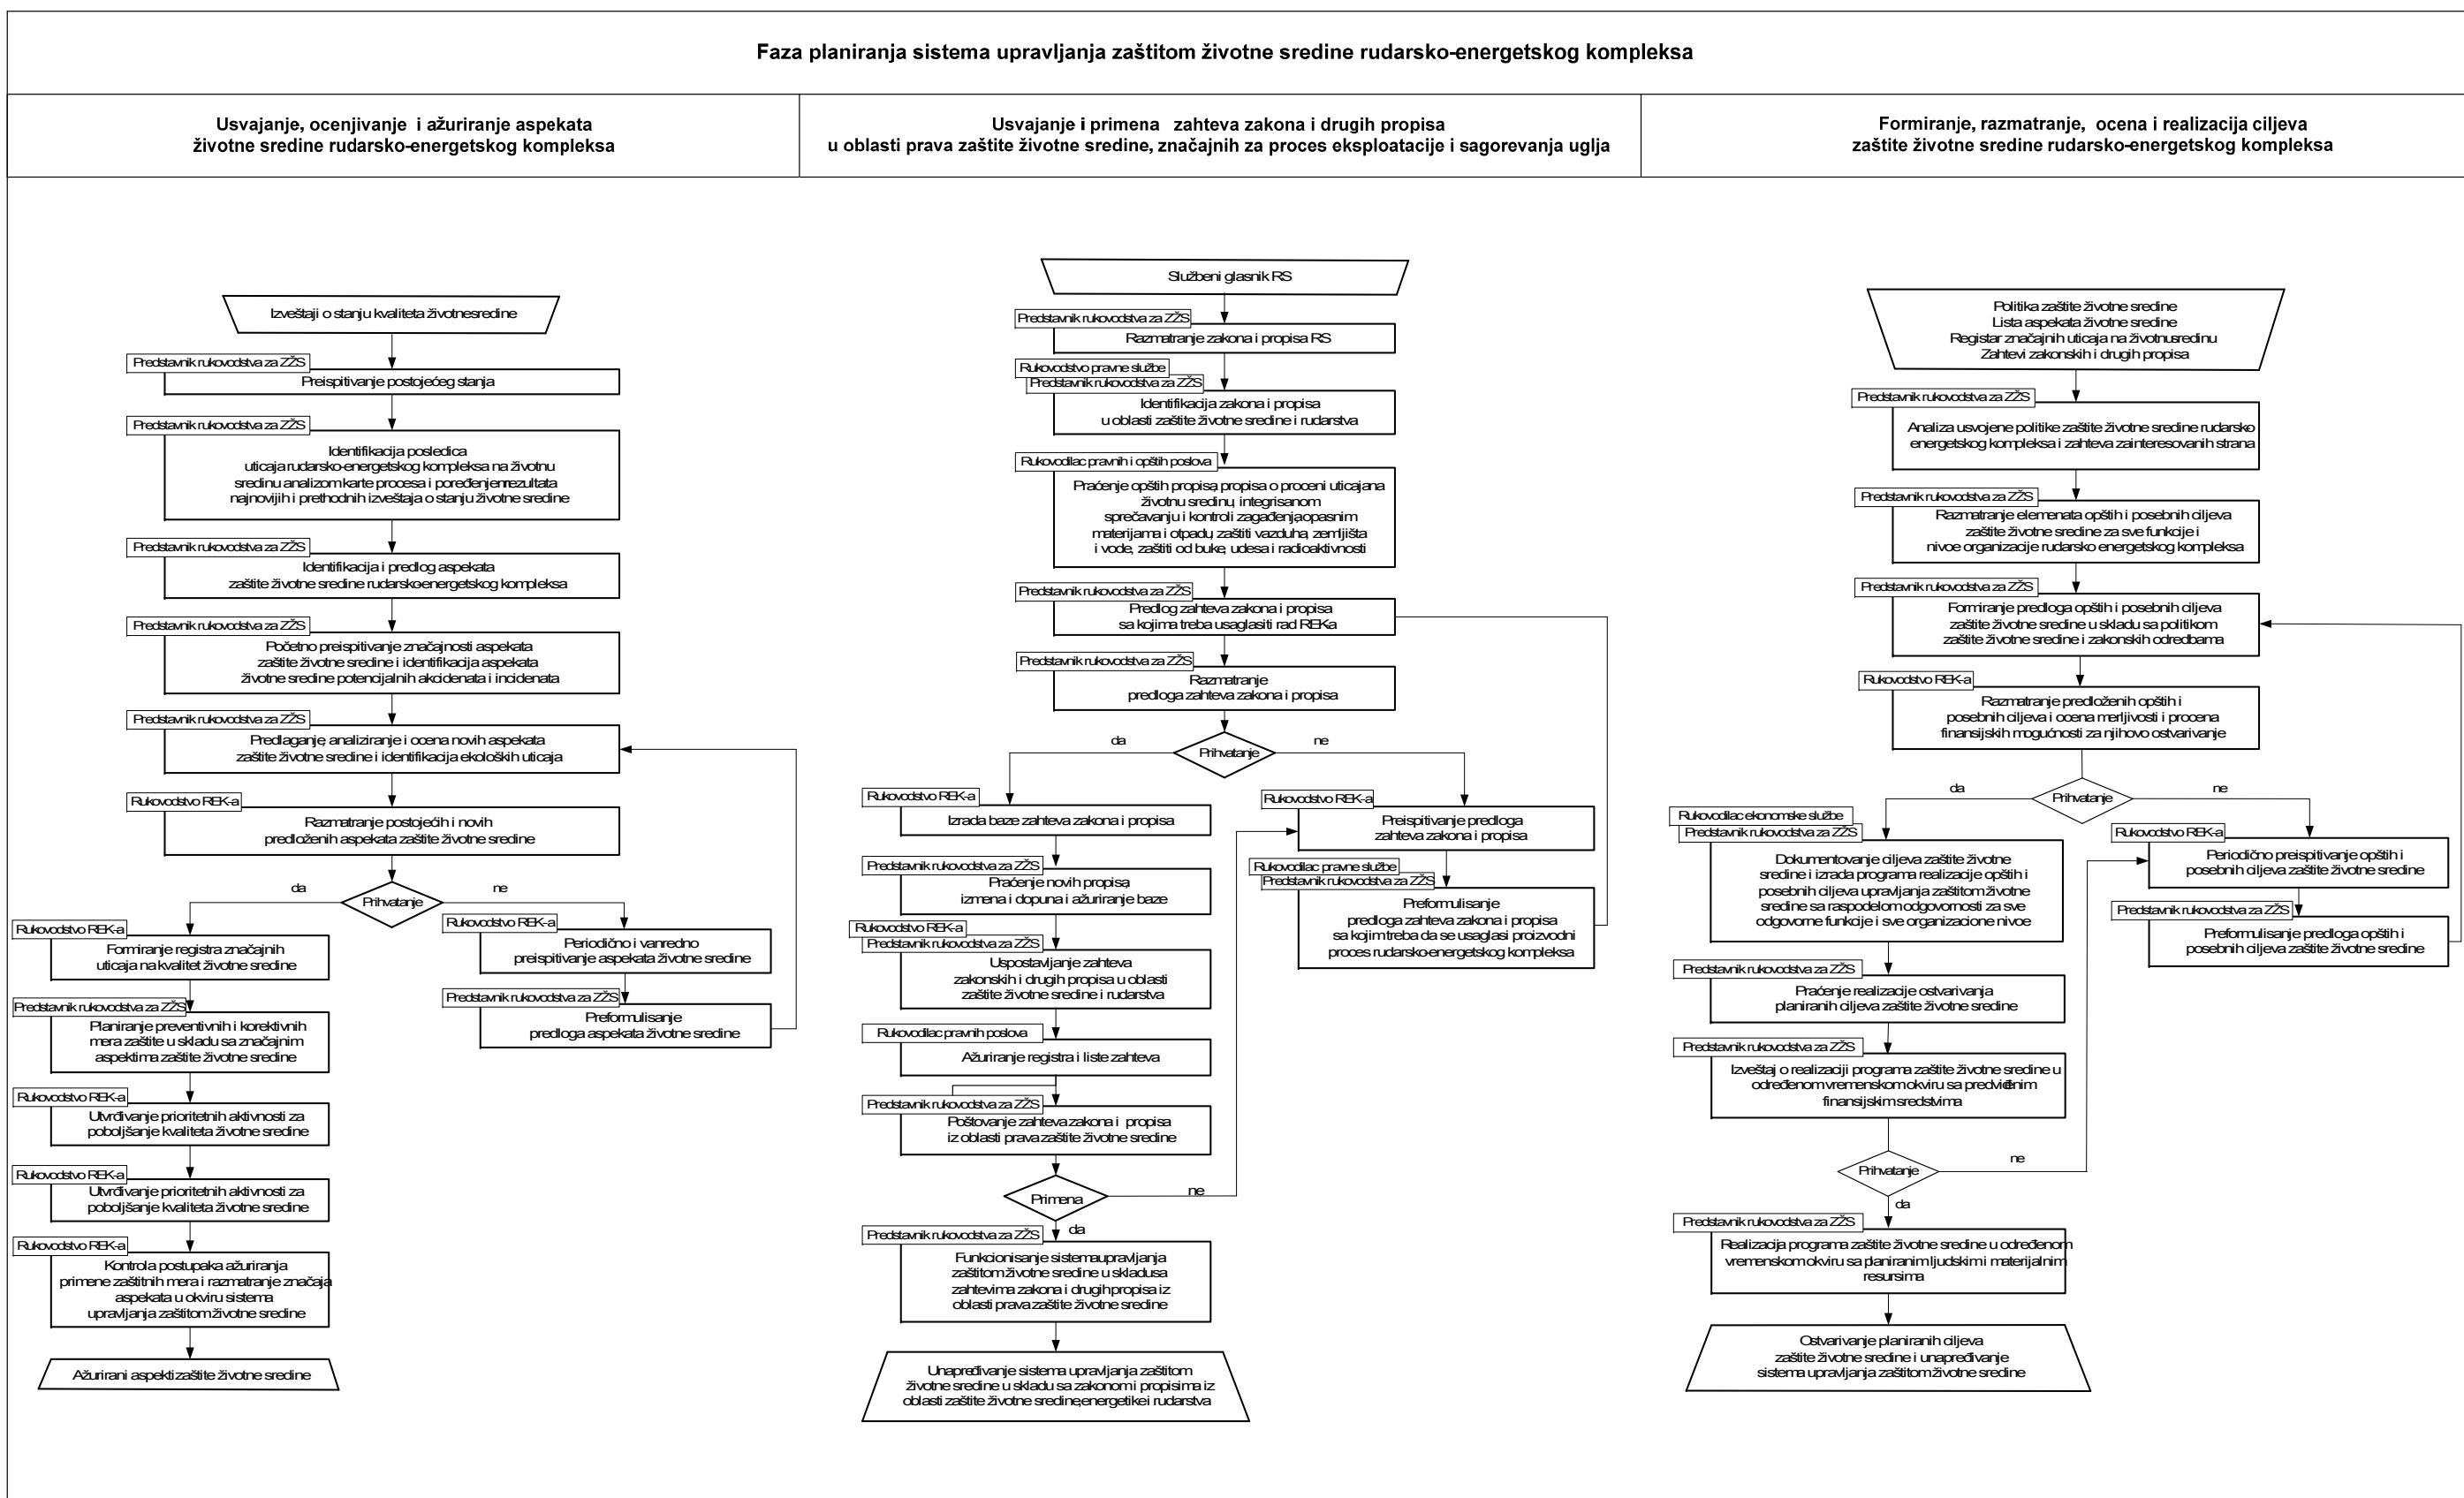 Faza planiranja sistema upravljanja zaštitom životne sredine rudarsko-energetskog kompleksa
Usvajanje, ocenjivanje i ažuriranje aspekata
životne sredine rudarsko-energetskog kompleksa
Usvajanje i primena zahteva zakona i drugih propisa
u oblasti prava zaštite životne sredine, značajnih za proces eksploatacije i sagorevanja uglja
Formiranje, razmatranje, ocena i realizacija ciljeva
zaštite životne sredine rudarsko-energetskog kompleksa
Izveštaji o stanju kvaliteta životnesredine
Predstavnik rukovodstva za ZŽS
Preispitivanje postojećeg stanja
Predstavnik rukovodstva za ZŽS
Identifikacija posledica
uticaja rudarsko-energetskog kompleksa na životnu
sredinu analizom karte procesa i poređenjemrezultata
najnovijih i prethodnih izveštaja o stanju životne sredine
Predstavnik rukovodstva za ZŽS
Identifikacija i predlog aspekata
zaštite životne sredine rudarskoenergetskog kompleksa
Predstavnik rukovodstva za ZŽS
Početno preispitivanje značajnosti aspekata
zaštite životne sredine i identifikacija aspekata
životne sredine potencijalnih akcidenata i incidenata
Predstavnik rukovodstva za ZŽS
Predlaganje, analiziranje i ocena novih aspekata
zaštite životne sredine i identifikacija ekoloških uticaja
Rukovodstvo REK-a
Razmatranje postojećih i novih
predloženih aspekata zaštite životne sredine
da
Prihvatanje
ne
Rukovodstvo REK-a
Formiranje registra značajnih
uticaja na kvalitet životne sredine
Predstavnik rukovodstva za ZŽS
Planiranje preventivnih i korektivnih
mera zaštite u skladu sa značajnim
aspektima zaštite životne sredine
Rukovodstvo REK-a
Utvrđivanje prioritetnih aktivnosti za
poboljšanje kvaliteta životne sredine
Rukovodstvo REK-a
Utvrđivanje prioritetnih aktivnosti za
poboljšanje kvaliteta životne sredine
Rukovodstvo REK-a
Kontrola postupaka ažuriranja
primene zaštitnih mera i razmatranje značaja
aspekata u okviru sistema
upravljanja zaštitom životne sredine
Ažurirani aspekti zaštite životne sredine
Rukovodstvo REK-a
Periodično i vanredno
preispitivanje aspekata životne sredine
Predstavnik rukovodstva za ZŽS
Preformulisanje
predloga aspekata životne sredine
Službeni glasnik RS
Predstavnik rukovodstva za ZŽS
Razmatranje zakona i propisa RS
Rukovodstvo pravne službe
Predstavnik rukovodstva za ZŽS
Identifikacija zakona i propisa
u oblasti zaštite životne sredine i rudarstva
Rukovodilac pravnih i opštih poslova
Praćenje opštih propisa, propisa o proceni uticajana
životnu sredinu, integrisanom
sprečavanju i kontroli zagađenja,opasnim
materijama i otpadu, zaštiti vazduha, zemljišta
i vode, zaštiti od buke, udesa i radioaktivnosti
Predstavnik rukovodstva za ZŽS
Predlog zahteva zakona i propisa
sa kojima treba usaglasiti rad REKa
Predstavnik rukovodstva za ZŽS
Razmatranje
predloga zahteva zakona i propisa
da
Prihvatanje
ne
Rukovodstvo REK-a
Izrada baze zahteva zakona i propisa
Predstavnik rukovodstva za ZŽS
Praćenje novih propisa,
izmena i dopuna i ažuriranje baze
Rukovodstvo REK-a
Predstavnik rukovodstva za ZŽS
Uspostavljanje zahteva
zakonskih i drugih propisa u oblasti
zaštite životne sredine i rudarstva
Rukovodilac pravnih poslova
Ažuriranje registra i liste zahteva
Predstavnik rukovodstva za ZŽS
Poštovanje zahteva zakona i propisa
iz oblasti prava zaštite životne sredine
Primena
ne
da
Predstavnik rukovodstva za ZŽS
Funkcionisanje sistemaupravljanja
zaštitom životne sredine u skladusa
zahtevima zakona i drugihpropisa iz
oblasti prava zaštite životne sredine
Unapređivanje sistema upravljanja zaštitom
životne sredine u skladu sa zakonom i propisima iz
oblasti zaštite životne sredine,energetike i rudarstva
Rukovodstvo REK-a
Preispitivanje predloga
zahteva zakona i propisa
Rukovodilac pravne službe
Predstavnik rukovodstva za ZŽS
Preformulisanje
predloga zahteva zakona i propisa
sa kojim treba da se usaglasi proizvodni
proces rudarsko-energetskog kompleksa
Politika zaštite životne sredine
Lista aspekata životne sredine
Registar značajnih uticaja na životnusredinu
Zahtevi zakonskih i drugih propisa
Predstavnik rukovodstva za ZŽS
Analiza usvojene politike zaštite životne sredine rudarsko
energetskog kompleksa i zahteva zainteresovanih strana
Predstavnik rukovodstva za ZŽS
Razmatranje elemenata opštih i posebnih ciljeva
zaštite životne sredine za sve funkcije i
nivoe organizacije rudarsko energetskog kompleksa
Predstavnik rukovodstva za ZŽS
Formiranje predloga opštih i posebnih ciljeva
zaštite životne sredine u skladu sa politikom
zaštite životne sredine i zakonskih odredbama
Rukovodstvo REK-a
Razmatranje predloženih opštih i
posebnih ciljeva i ocena merljivosti i procena
finansijskih mogućnosti za njihovo ostvarivanje
da
Prihvatanje
ne
Rukovodilac ekonomske službe
Predstavnik rukovodstva za ZŽS
Dokumentovanje ciljeva zaštite životne
sredine i izrada programa realizacije opštih i
posebnih ciljeva upravljanja zaštitom životne
sredine sa raspodelom odgovornosti za sve
odgovorne funkcije i sve organizacione nivoe
Predstavnik rukovodstva za ZŽS
Praćenje realizacije ostvarivanja
planiranih ciljeva zaštite životne sredine
Predstavnik rukovodstva za ZŽS
Izveštaj o realizaciji programa zaštite životne sredine u
određenom vremenskom okviru sa predviđenim
finansijskim sredstvima
Prihvatanje
ne
da
Predstavnik rukovodstva za ZŽS
Realizacija programa zaštite životne sredine u određenom
vremenskom okviru sa planiranim ljudskim i materijalnim
resursima
Ostvarivanje planiranih ciljeva
zaštite životne sredine i unapređivanje
sistema upravljanja zaštitom životne sredine
Rukovodstvo REK-a
Periodično preispitivanje opštih i
posebnih ciljeva zaštite životne sredine
Predstavnik rukovodstva za ZŽS
Preformulisanje predloga opštih i
posebnih ciljeva zaštite životne sredine